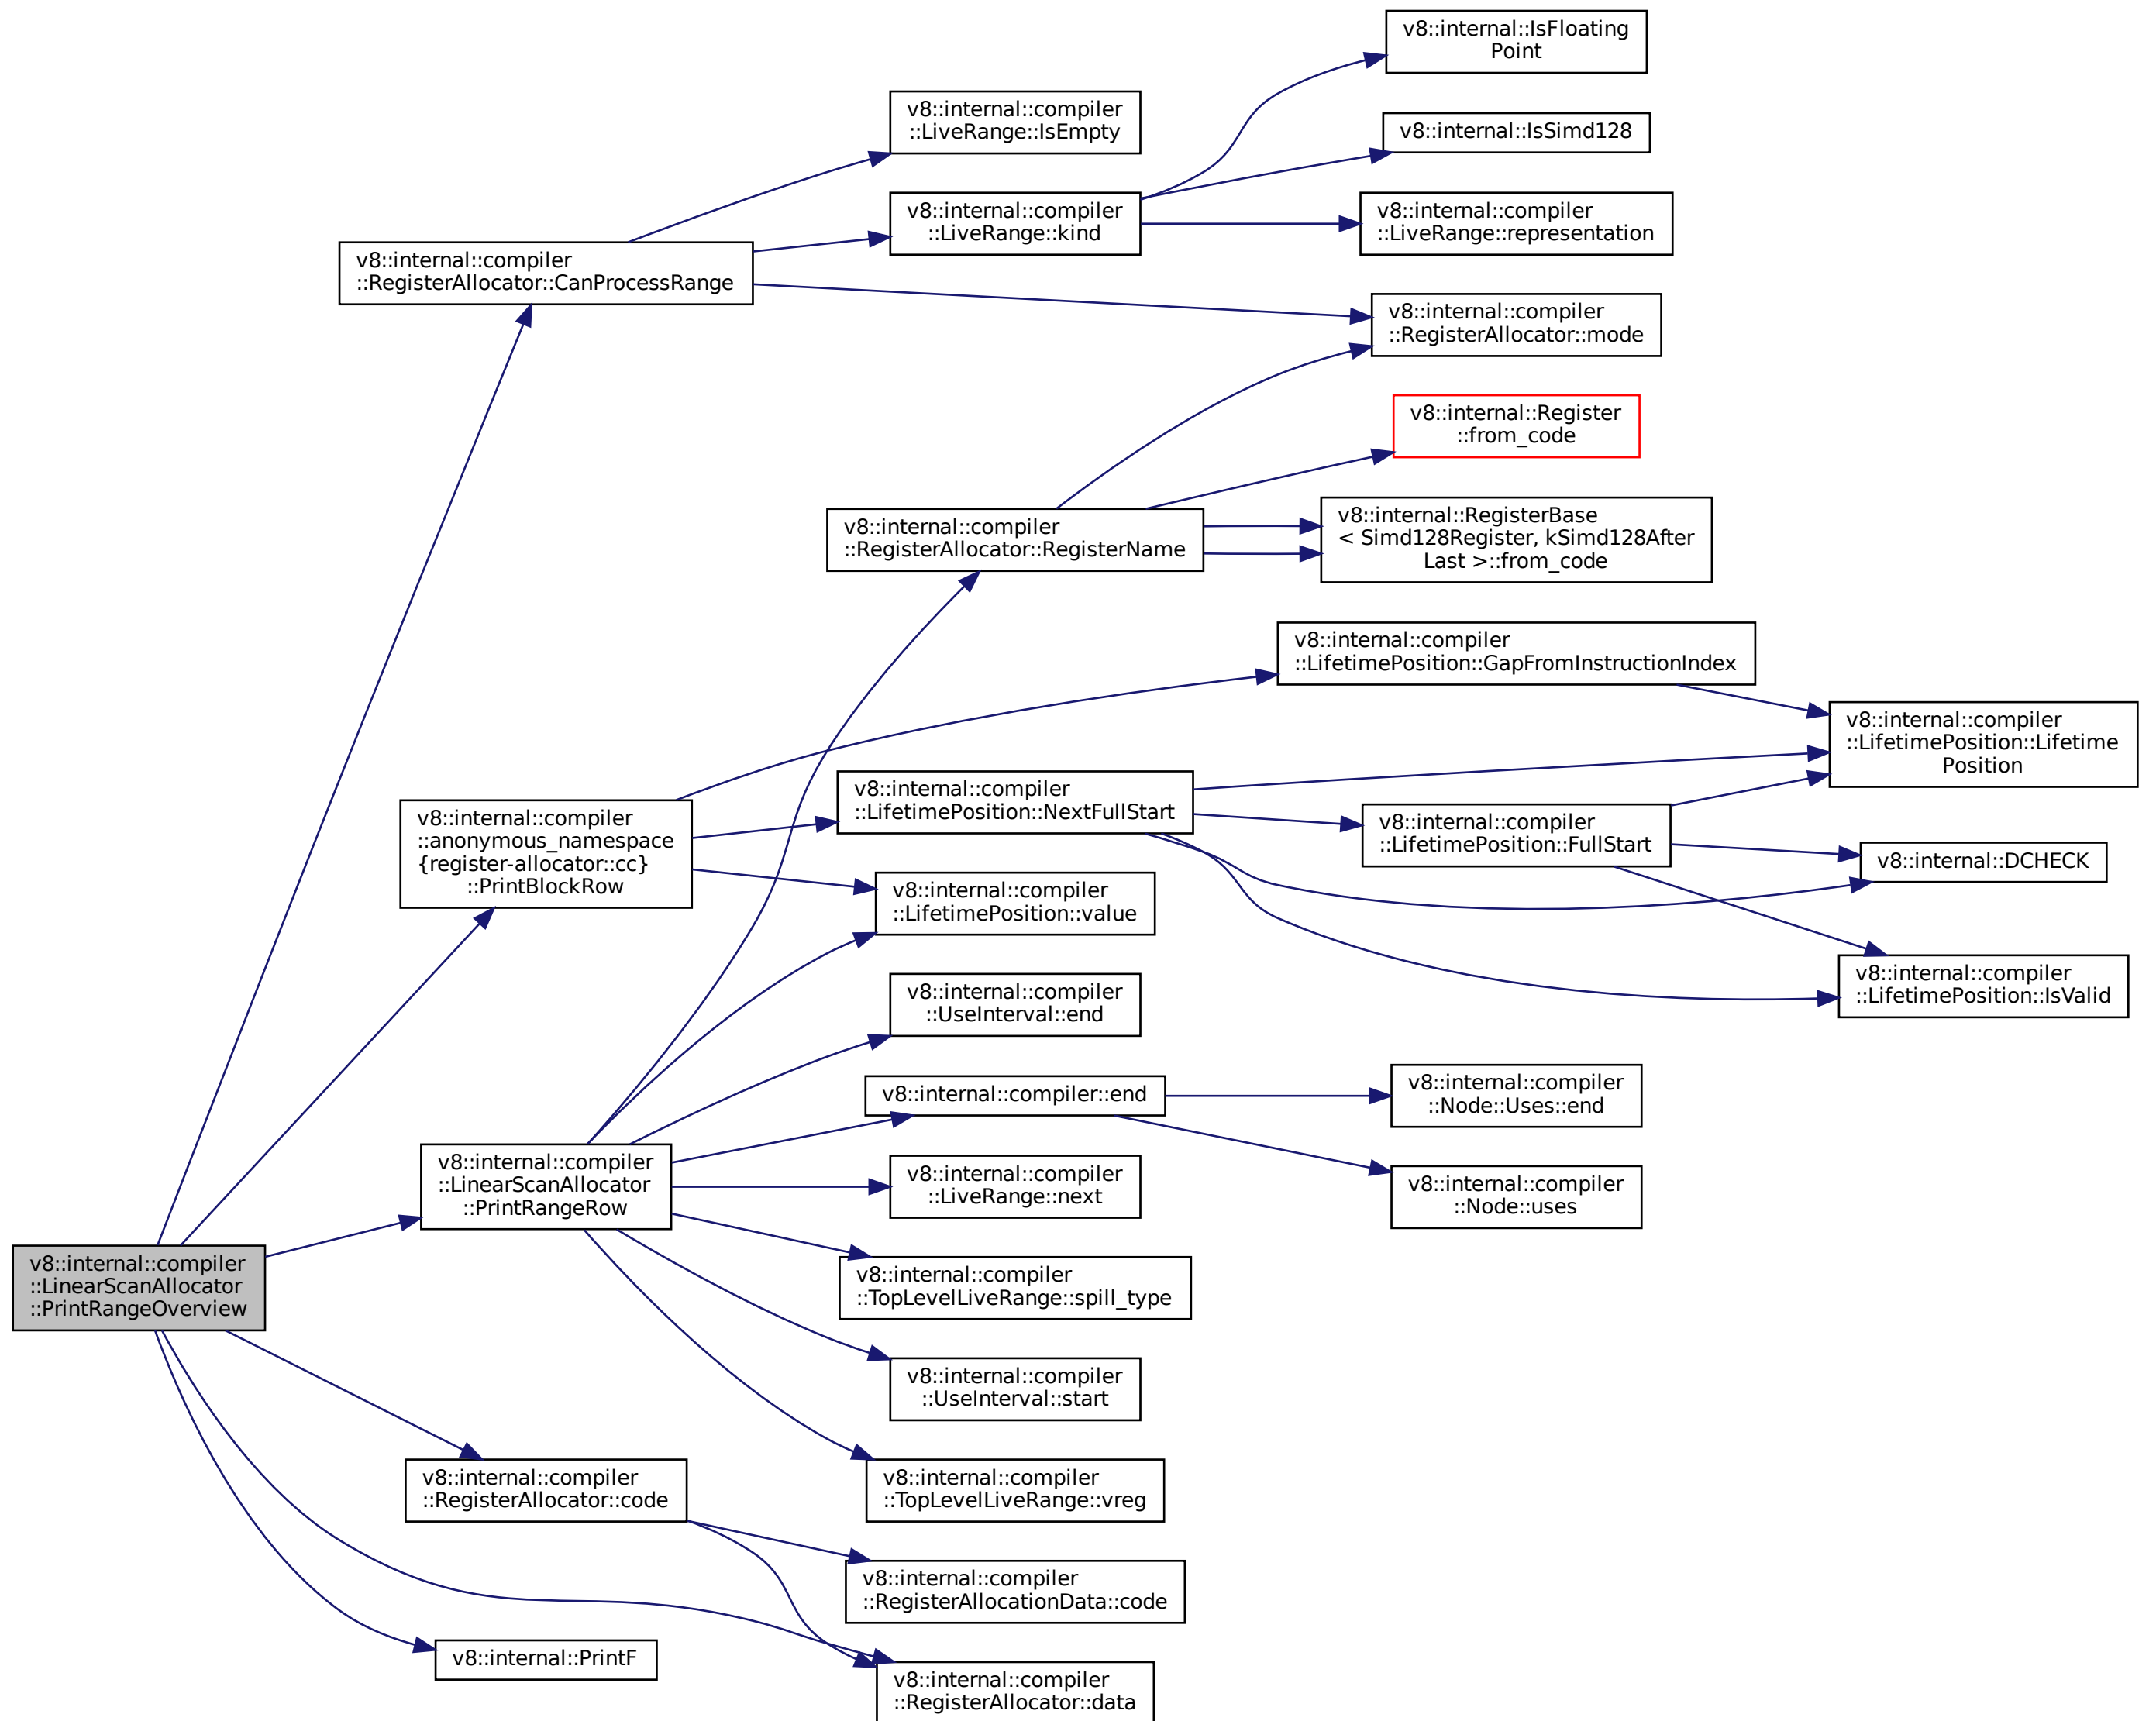 v8::internal::IsFloating
Point
v8::internal::compiler
::LiveRange::IsEmpty
v8::internal::IsSimd128
v8::internal::compiler
::LiveRange::kind
v8::internal::compiler
::LiveRange::representation
v8::internal::compiler
::RegisterAllocator::CanProcessRange
v8::internal::compiler
::RegisterAllocator::mode
v8::internal::Register
::from_code
v8::internal::compiler
::RegisterAllocator::RegisterName
v8::internal::RegisterBase
< Simd128Register, kSimd128After
Last >::from_code
v8::internal::compiler
::LifetimePosition::GapFromInstructionIndex
v8::internal::compiler
::LifetimePosition::Lifetime
Position
v8::internal::compiler
::LifetimePosition::NextFullStart
v8::internal::compiler
::anonymous_namespace
{register-allocator::cc}
::PrintBlockRow
v8::internal::compiler
::LifetimePosition::FullStart
v8::internal::DCHECK
v8::internal::compiler
::LifetimePosition::value
v8::internal::compiler
::LifetimePosition::IsValid
v8::internal::compiler
::UseInterval::end
v8::internal::compiler::end
v8::internal::compiler
::Node::Uses::end
v8::internal::compiler
::LinearScanAllocator
::PrintRangeRow
v8::internal::compiler
::LiveRange::next
v8::internal::compiler
::Node::uses
v8::internal::compiler
::LinearScanAllocator
::PrintRangeOverview
v8::internal::compiler
::TopLevelLiveRange::spill_type
v8::internal::compiler
::UseInterval::start
v8::internal::compiler
::RegisterAllocator::code
v8::internal::compiler
::TopLevelLiveRange::vreg
v8::internal::compiler
::RegisterAllocationData::code
v8::internal::PrintF
v8::internal::compiler
::RegisterAllocator::data